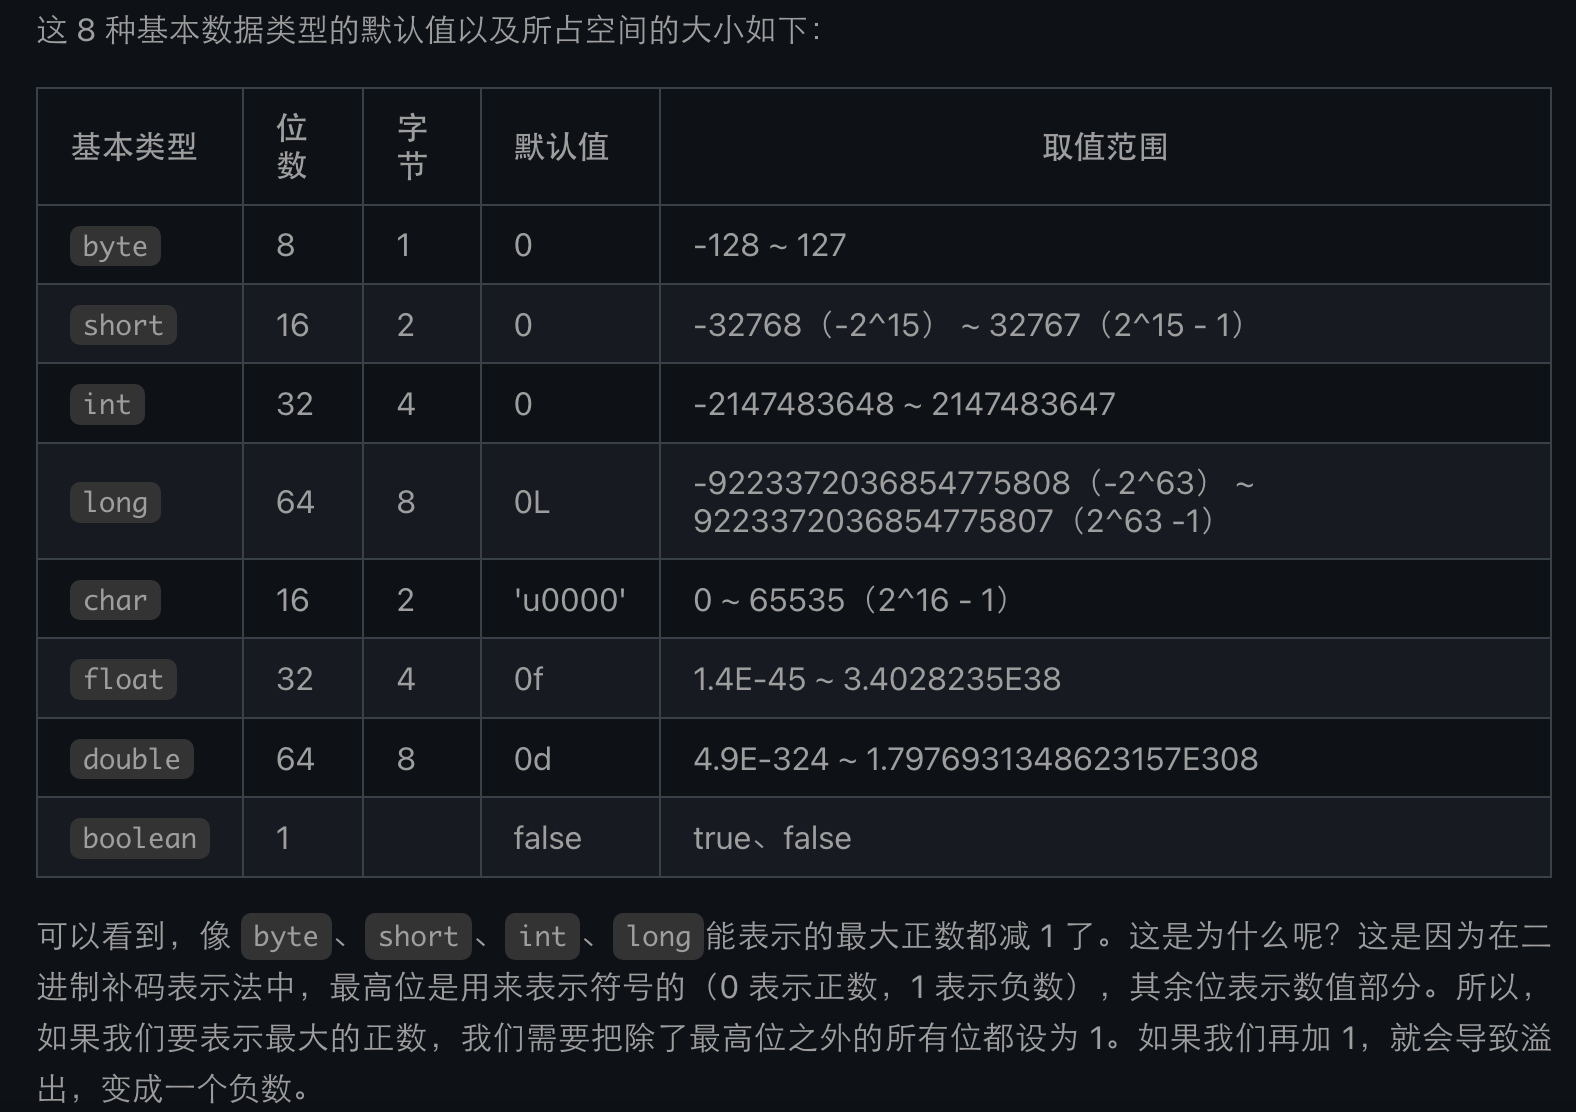 这 8 种基本数据类型的默认值以及所占空间的大小如下：
基本类型 位数 字节 默认值 取值范围
byte 8 1 0 -128 ~ 127
short 16 2 0 -32768（-2^15） ~ 32767（2^15 - 1）
int 32 4 0 -2147483648 ~ 2147483647
long 64 8 0L -9223372036854775808（-2^63） ~
9223372036854775807（2^63 -1）
char 16 2 'u0000' 0 ~ 65535（2^16 - 1）
float 32 4 0f 1.4E-45 ~ 3.4028235E38
double 64 8 0d 4.9E-324 ~ 1.7976931348623157E308
boolean 1 false true、false
可以看到，像 byte、short、int、long能表示的最大正数都减 1 了。这是为什么呢？这是因为在二
进制补码表示法中，最高位是用来表示符号的（0 表示正数，1 表示负数），其余位表示数值部分。所以，
如果我们要表示最大的正数，我们需要把除了最高位之外的所有位都设为 1。如果我们再加 1，就会导致溢
出，变成一个负数。